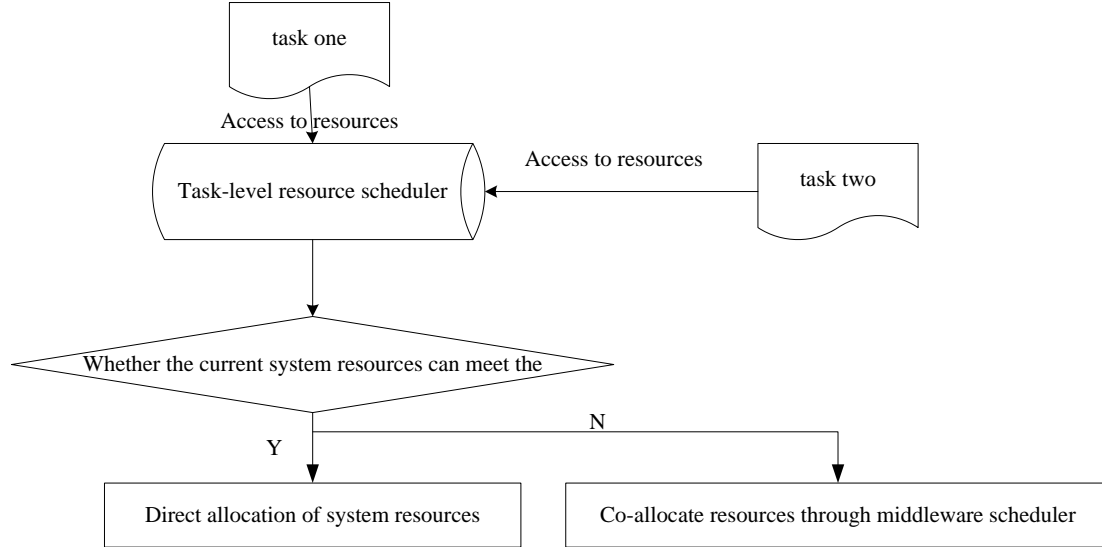 task one
Access to resources
Access to resources
Task-level resource scheduler
task two
Whether the current system resources can meet the
N
Y
Direct allocation of system resources
Co-allocate resources through middleware scheduler